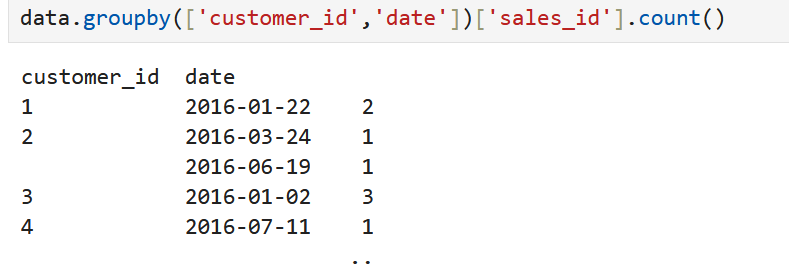 data.groupby(['customer_id','date'])['sales_id'].count()
customer_id  date
1            2016-01-22    2
2            2016-03-24    1
             2016-06-19    1
3            2016-01-02    3
4            2016-07-11    1
                          ..